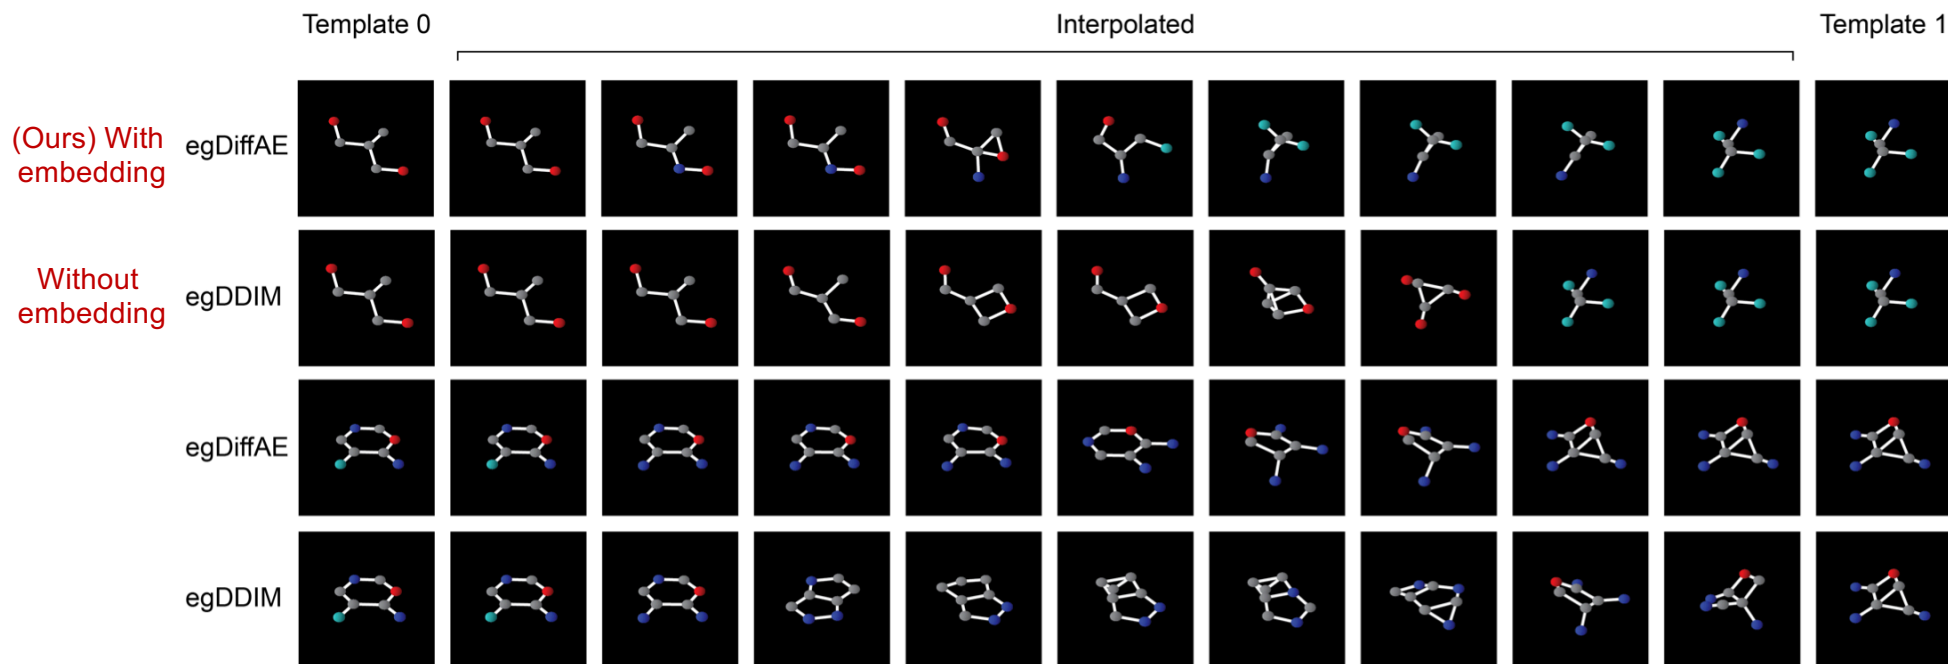 Template 0
Interpolated
Template 1
(Ours) With
embedding
egDiffAE
Without
embedding
egDDIM
egDiffAE
egDDIM